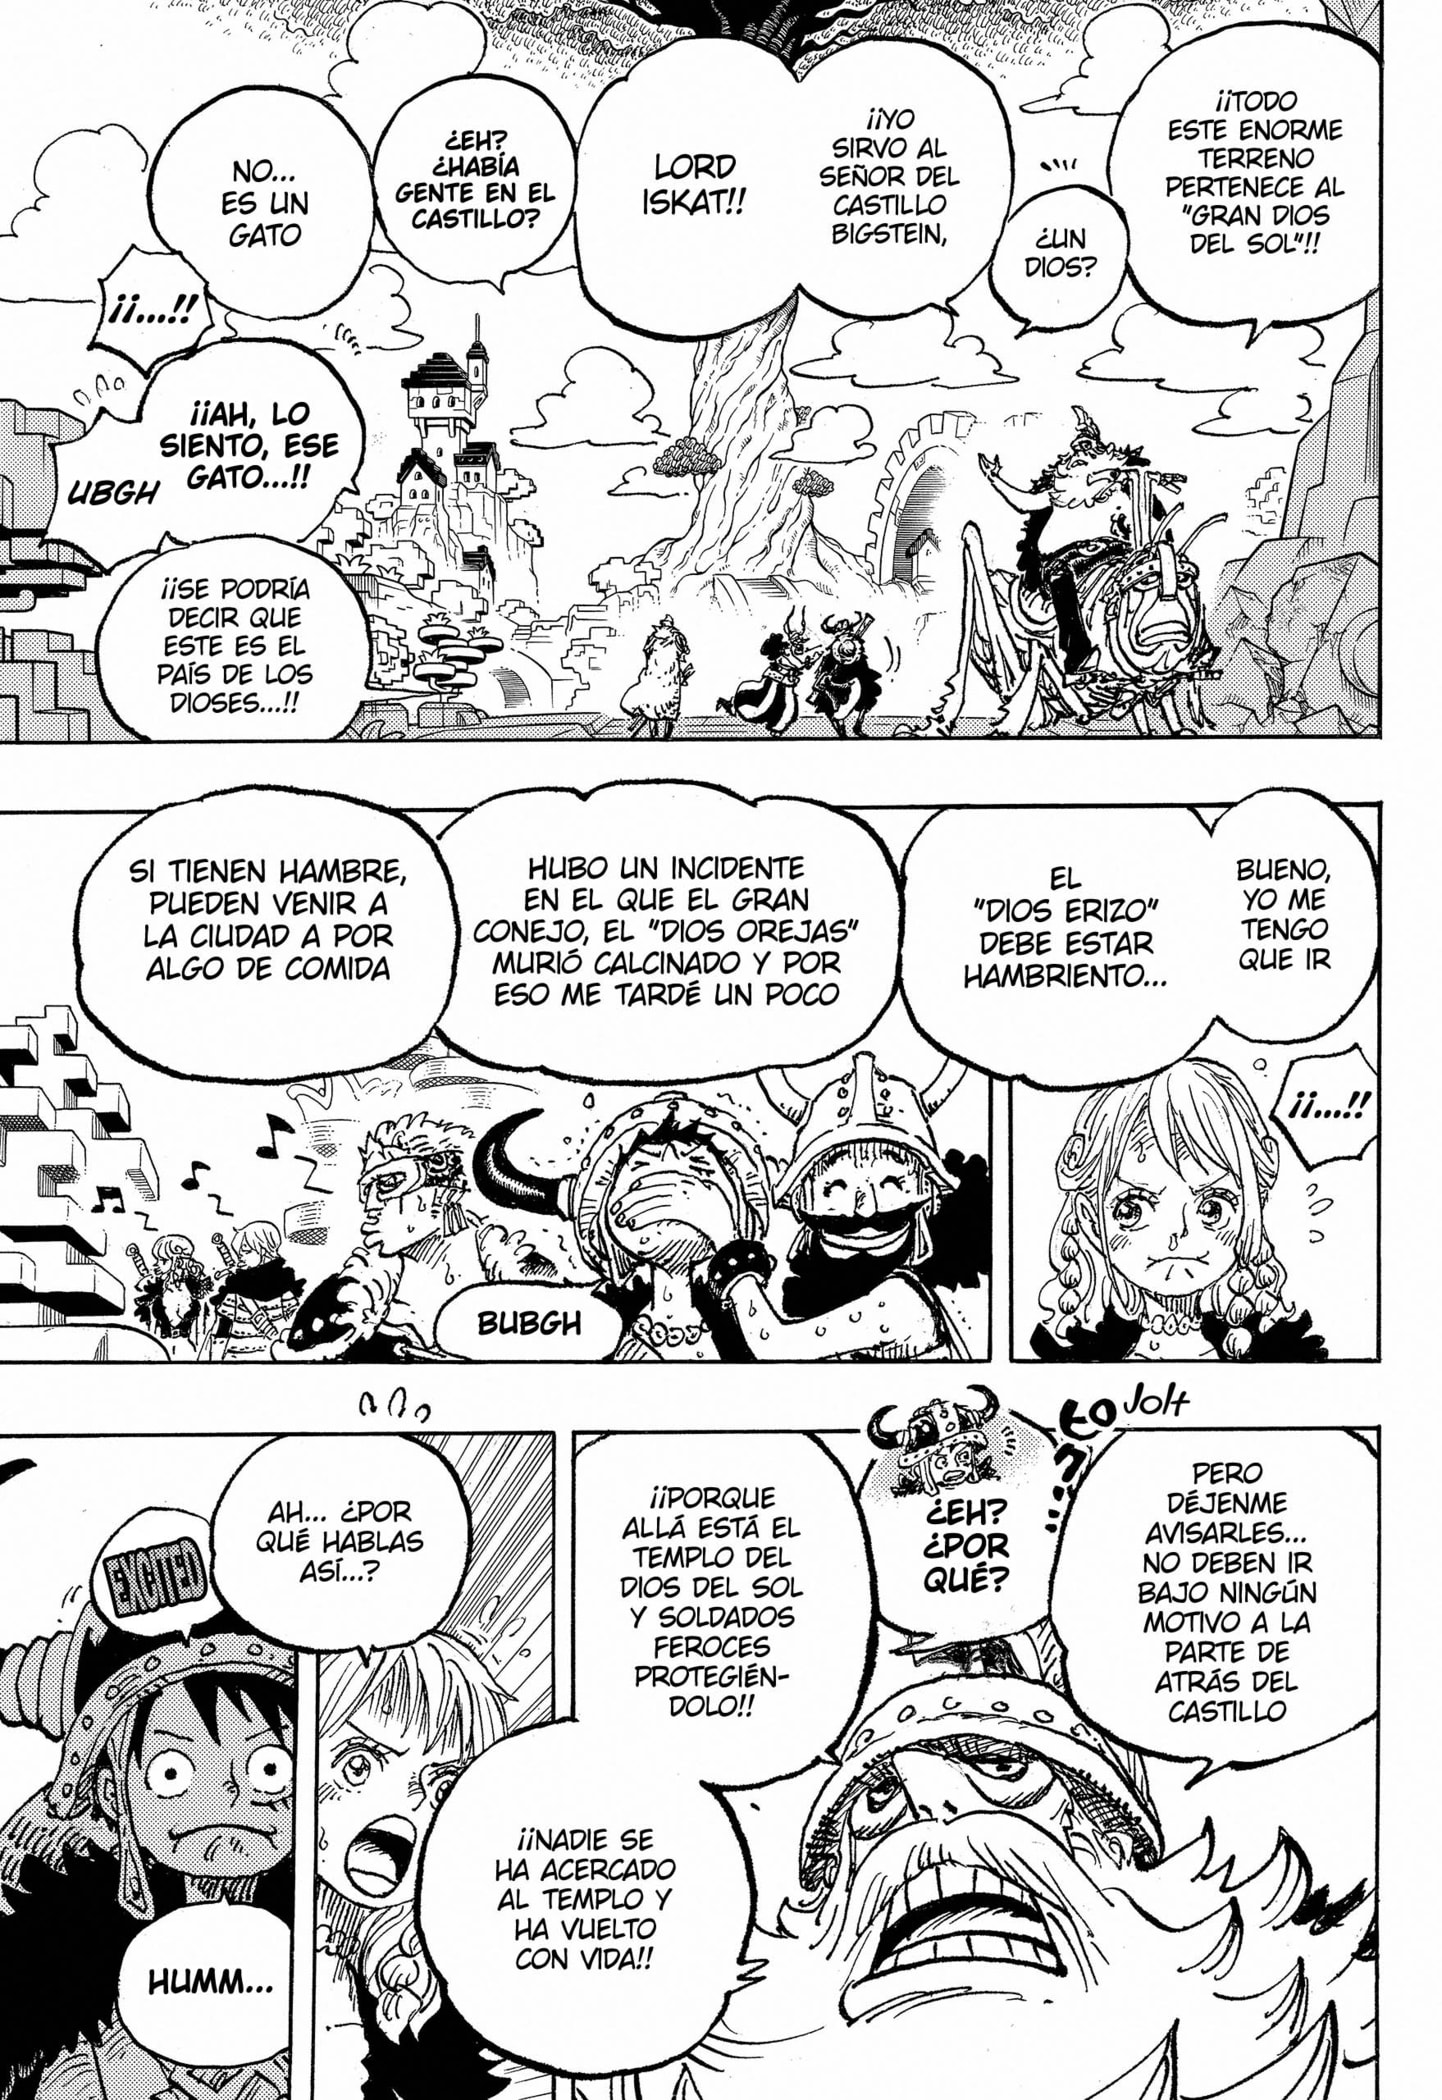 ¡¡TODO
ESTE ENORME
TERRENO
PERTENECE AL
"GRAN DIOS
DEL SOL"!!
¿UN
DIOS?
¡¡YO
SIRVO AL
SEÑOR DEL
CASTILLO
BIGSTEIN,
LORD
ISKAT!!
¿EH?
¿HABÍA
GENTE EN EL
CASTILLO?
NO...
ES UN
GATO
¡¡...!!
¡¡AH, LO
SIENTO, ESE
GATO...!!
UBGH
¡¡SE PODRÍA
DECIR QUE
ESTE ES EL
PAÍS DE LOS
DIOSES...!!
BUENO,
YO ME
TENGO
QUE IR
EL
"DIOS ERIZO"
DEBE ESTAR
HAMBRIENTO...
¡¡...!!
HUBO UN INCIDENTE
EN EL QUE EL GRAN
CONEJO, EL "DIOS OREJAS"
MURIÓ CALCINADO Y POR
ESO ME TARDÉ UN POCO
SI TIENEN HAMBRE,
PUEDEN VENIR A
LA CIUDAD A POR
ALGO DE COMIDA
BUBGH
PERO
DÉJENME
AVISARLES...
NO DEBEN IR
BAJO NINGÚN
MOTIVO A LA
PARTE DE
ATRÁS DEL
CASTILLO
Jolt
¿EH?
¿POR
QUÉ?
¡¡PORQUE
ALLÁ ESTÁ EL
TEMPLO DEL
DIOS DEL SOL
Y SOLDADOS
FEROCES
PROTEGIÉN-
DOLO!!
¡¡NADIE SE
HA ACERCADO
AL TEMPLO Y
HA VUELTO
CON VIDA!!
AH... ¿POR
QUÉ HABLAS
ASÍ...?
EXCITED
HUMM...